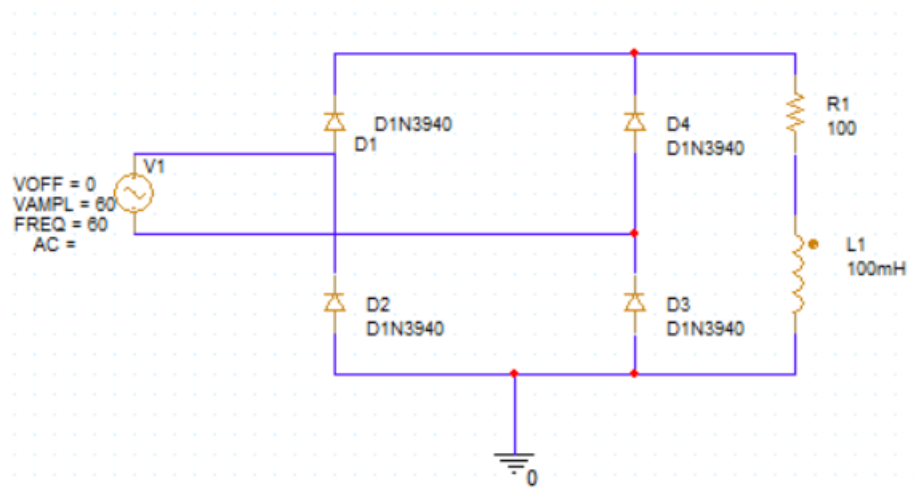 D1N3940
D1
D4
D1N3940
R1
100
V1
VOFF = 0
VAMPL = 60
FREQ = 60
AC =
L1
100mH
D2
D1N3940
D3
D1N3940
0